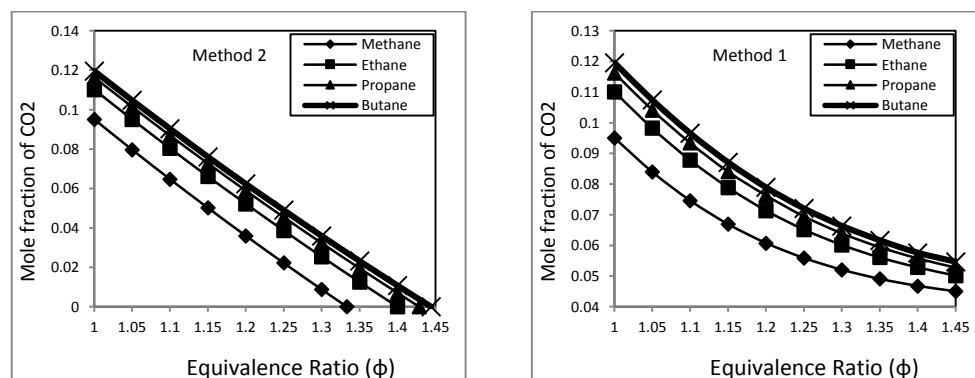 0.14
0.12
0.1
0.08
0.06
0.04
0.02
0
Mole fraction of CO2
Method 2
Methane
Ethane
Propane
Butane
1 1.05 1.1 1.15 1.2 1.25 1.3 1.35 1.4 1.45
Equivalence Ratio (ϕ)
0.13
0.12
0.11
0.1
0.09
0.08
0.07
0.06
0.05
0.04
Mole fraction of CO2
Method 1
Methane
Ethane
Propane
Butane
1 1.05 1.1 1.15 1.2 1.25 1.3 1.35 1.4 1.45
Equivalence Ratio (ϕ)